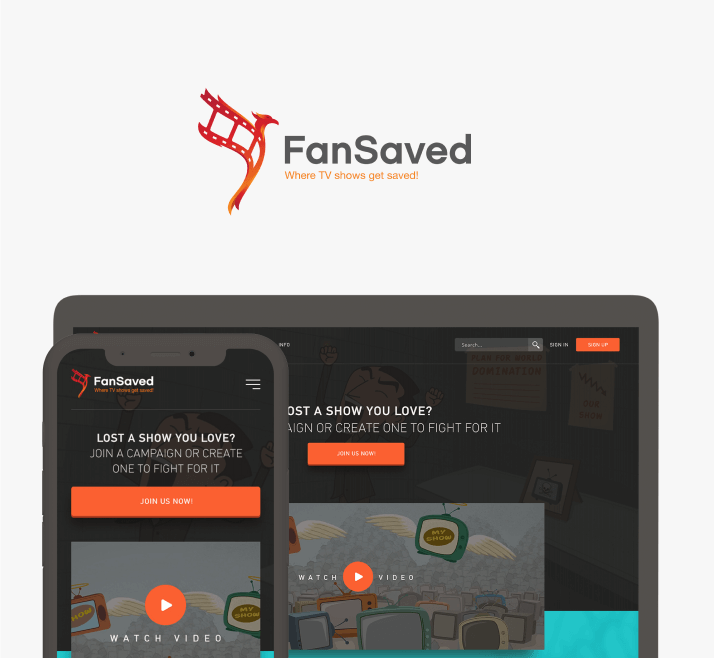 FanSaved
Where TV shows get saved!
INFO
Search...
SIGN IN
SIGN UP
PLAN FOR WORLD
DOMINATION
OUR
SHOW
OST A SHOW YOU LOVE?
AIGN OR CREATE ONE TO FIGHT FOR IT
JOIN US NOW!
MY
SHOW
WATCH VIDEO
FanSaved
Where TV shows get saved!
LOST A SHOW YOU LOVE?
JOIN A CAMPAIGN OR CREATE
ONE TO FIGHT FOR IT
JOIN US NOW!
HOW
MY
SHOW
WATCH VIDEO